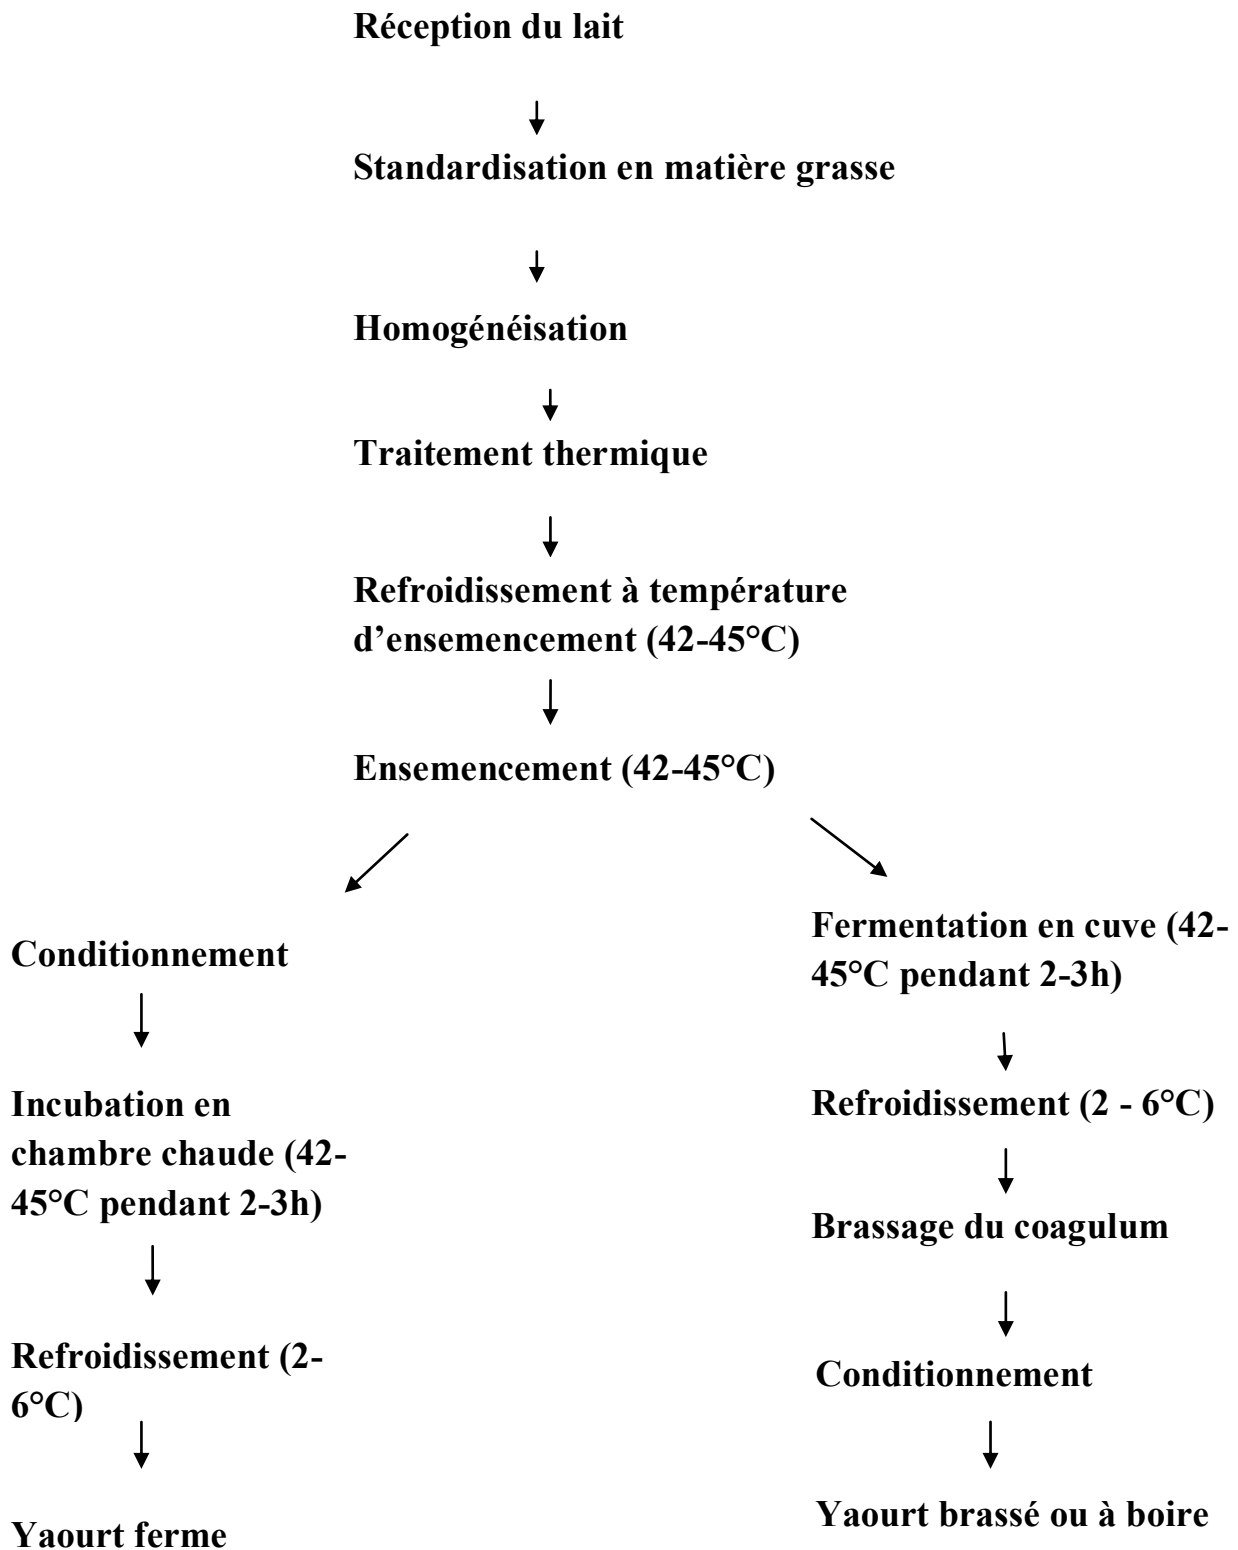 Réception du lait
Standardisation en matière grasse
Homogénéisation
Traitement thermique
Refroidissement à température
d’ensemencement (42-45°C)
Ensemencement (42-45°C)
Conditionnement
Incubation en
chambre chaude (42-
45°C pendant 2-3h)
Refroidissement (2-
6°C)
Yaourt ferme
Fermentation en cuve (42-
45°C pendant 2-3h)
Refroidissement (2 - 6°C)
Brassage du coagulum
Conditionnement
Yaourt brassé ou à boire